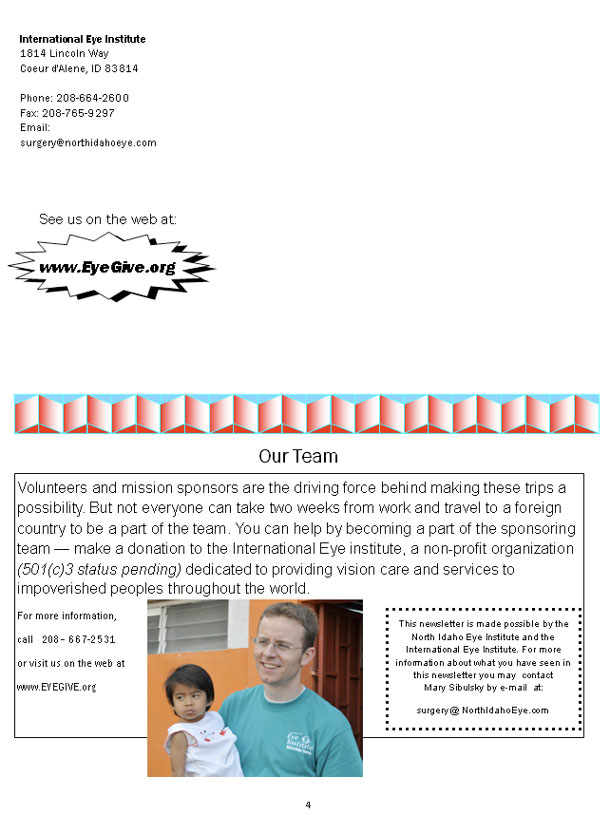 International Eye Institute
1814 Lincoln Way
Coeur d'Alene, ID 83814
Phone: 208-664-2600
Fax: 208-765-9297
Email:
surgery@northidahoeye.com
See us on the web at:
www.EyeGive.org
Our Team
Volunteers and mission sponsors are the driving force behind making these trips a
possibility. But not everyone can take two weeks from work and travel to a foreign
country to be a part of the team. You can help by becoming a part of the sponsoring
team — make a donation to the International Eye institute, a non-profit organization
(501(c)3 status pending) dedicated to providing vision care and services to
impoverished peoples throughout the world.
For more information,
call 208– 667-2531
or visit us on the web at
www.EYEGIVE.org
Eye G
Institute
This newsletter is made possible by the
North Idaho Eye Institute and the
International Eye Institute. For more
information about what you have seen in
this newsletter you may contact
Mary Sibulsky by e-mail at:
surgery@ NorthIdahoEye.com
4